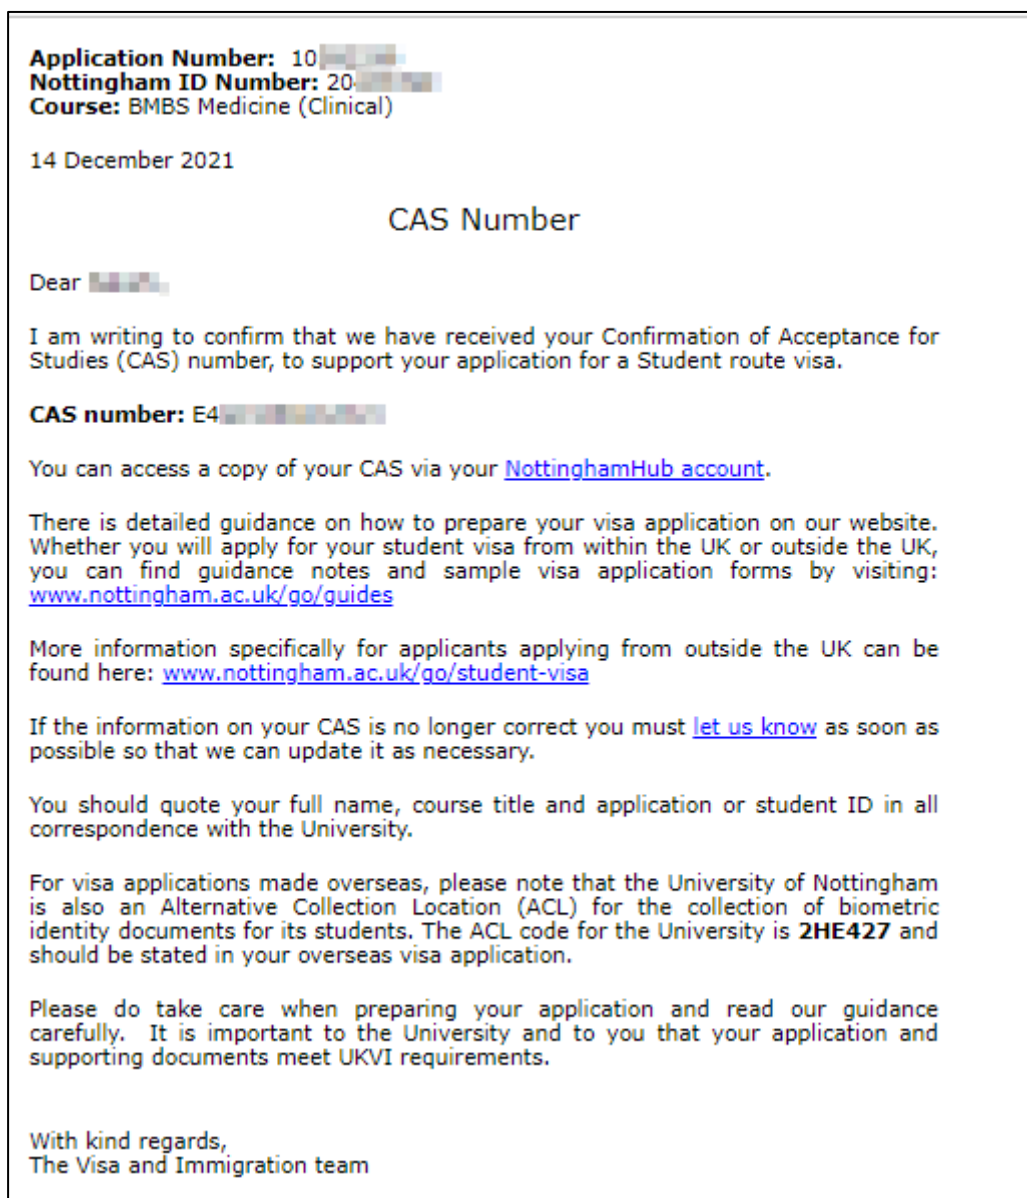 Application Number: 10
Nottingham ID Number: 20
Course: BMBS Medicine (Clinical)
14 December 2021
CAS Number
Dear
I am writing to confirm that we have received your Confirmation of Acceptance for
Studies (CAS) number, to support your application for a Student route visa.
CAS number: E4
You can access a copy of your CAS via your NottinghamHub account.
There is detailed guidance on how to prepare your visa application on our website.
Whether you will apply for your student visa from within the UK or outside the UK,
you can find guidance notes and sample visa application forms by visiting:
www.nottingham.ac.uk/go/guides
More information specifically for applicants applying from outside the UK can be
found here: www.nottingham.ac.uk/go/student-visa
If the information on your CAS is no longer correct you must let us know as soon as
possible so that we can update it as necessary.
You should quote your full name, course title and application or student ID in all
correspondence with the University.
For visa applications made overseas, please note that the University of Nottingham
is also an Alternative Collection Location (ACL) for the collection of biometric
identity documents for its students. The ACL code for the University is 2HE427 and
should be stated in your overseas visa application.
Please do take care when preparing your application and read our guidance
carefully. It is important to the University and to you that your application and
supporting documents meet UKVI requirements.
With kind regards,
The Visa and Immigration team